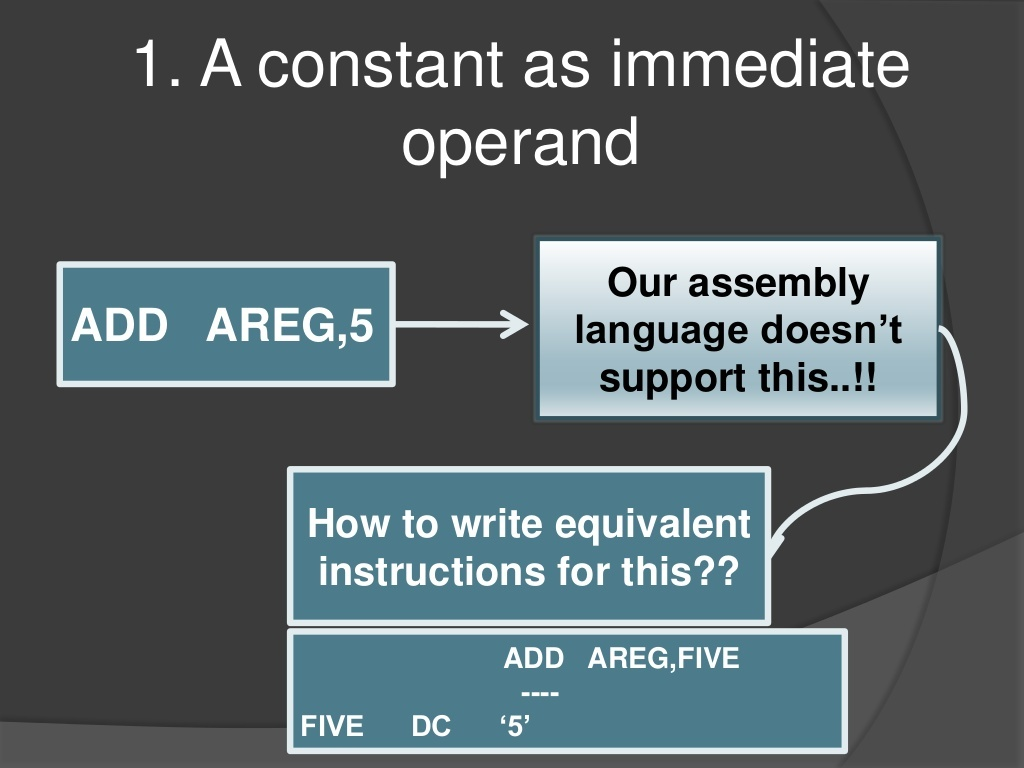 1. A constant as immediate
operand
ADD AREG,5
Our assembly
language doesn’t
support this..!!
How to write equivalent
instructions for this??
ADD AREG,FIVE
----
FIVE DC ‘5’